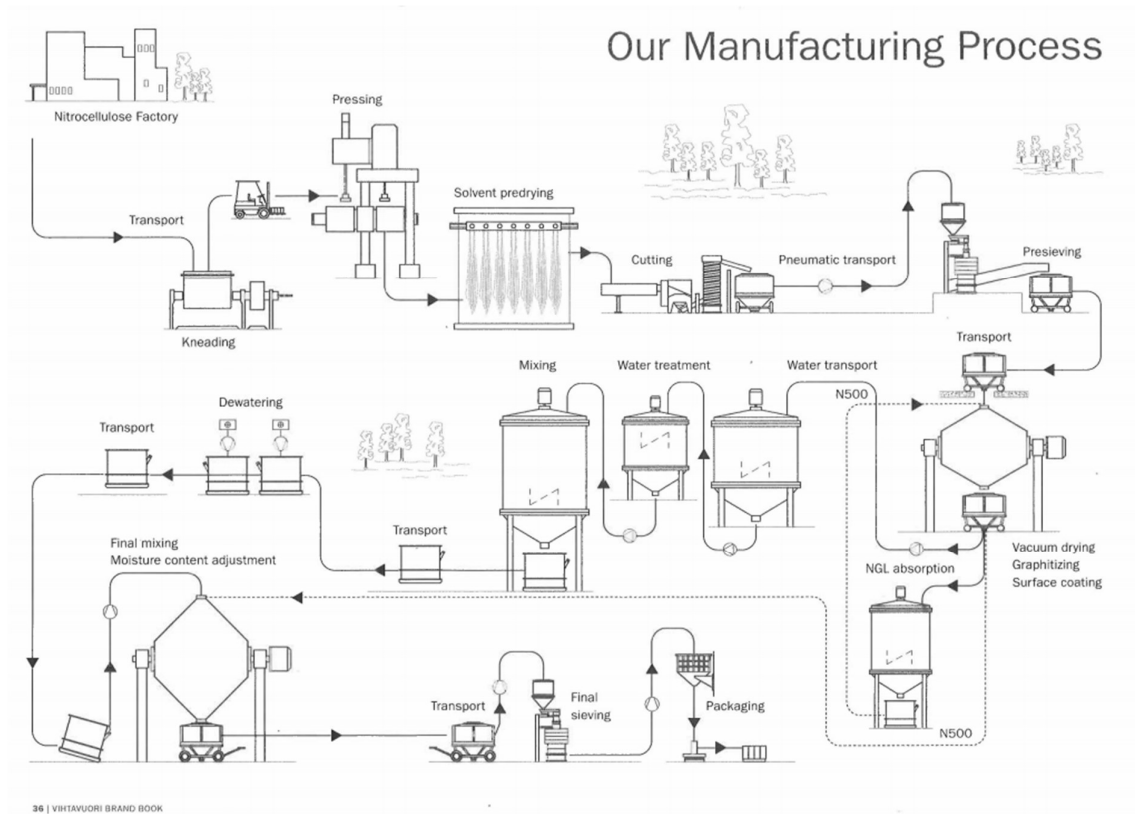 Our Manufacturing Process
Nitrocellulose Factory
Pressing
Transport
Kneading
Solvent predrying
Cutting
Pneumatic transport
Presieving
Transport
Water transport
Water treatment
Mixing
N500
Vacuum drying
Graphitizing
Surface coating
NGL absorption
N500
Transport
Dewatering
Transport
Final mixing
Moisture content adjustment
Transport
Final
sieving
Packaging
36 | VIHTAVUORI BRAND BOOK